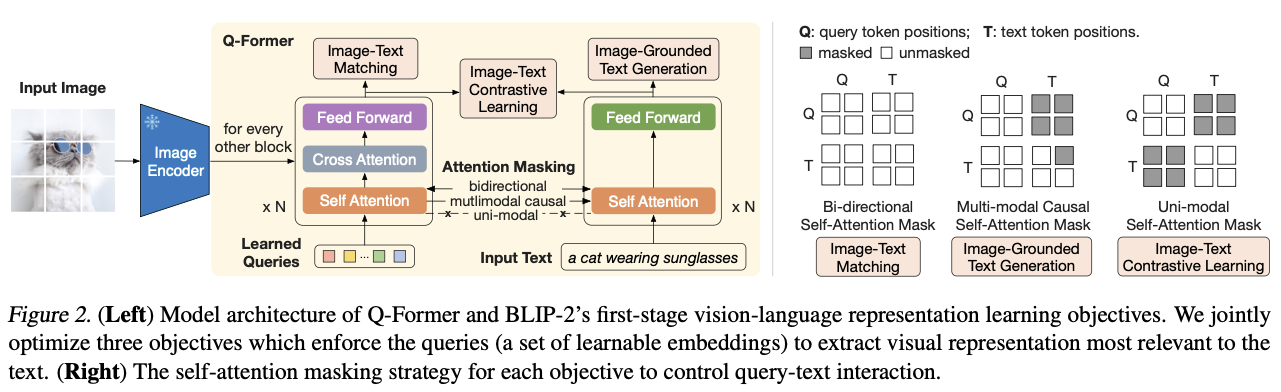 Q-Former
Input Image
Image
Encoder
for every
other block
Image-Text
Matching
Image-Text
Contrastive
Learning
Image-Grounded
Text Generation
Feed Forward
Cross Attention
Self Attention
x N
Feed Forward
Self Attention
x N
Attention Masking
bidirectional
mutlimodal causal
uni-modal
x x
Learned
Queries
...
Input Text
a cat wearing sunglasses
Q: query token positions; T: text token positions.
masked unmasked
Q T
Q
T
Bi-directional
Self-Attention Mask
Image-Text
Matching
Q T
Q
T
Multi-modal Causal
Self-Attention Mask
Image-Grounded
Text Generation
Q T
Q
T
Uni-modal
Self-Attention Mask
Image-Text
Contrastive Learning
Figure 2. (Left) Model architecture of Q-Former and BLIP-2's first-stage vision-language representation learning objectives. We jointly
optimize three objectives which enforce the queries (a set of learnable embeddings) to extract visual representation most relevant to the
text. (Right) The self-attention masking strategy for each objective to control query-text interaction.